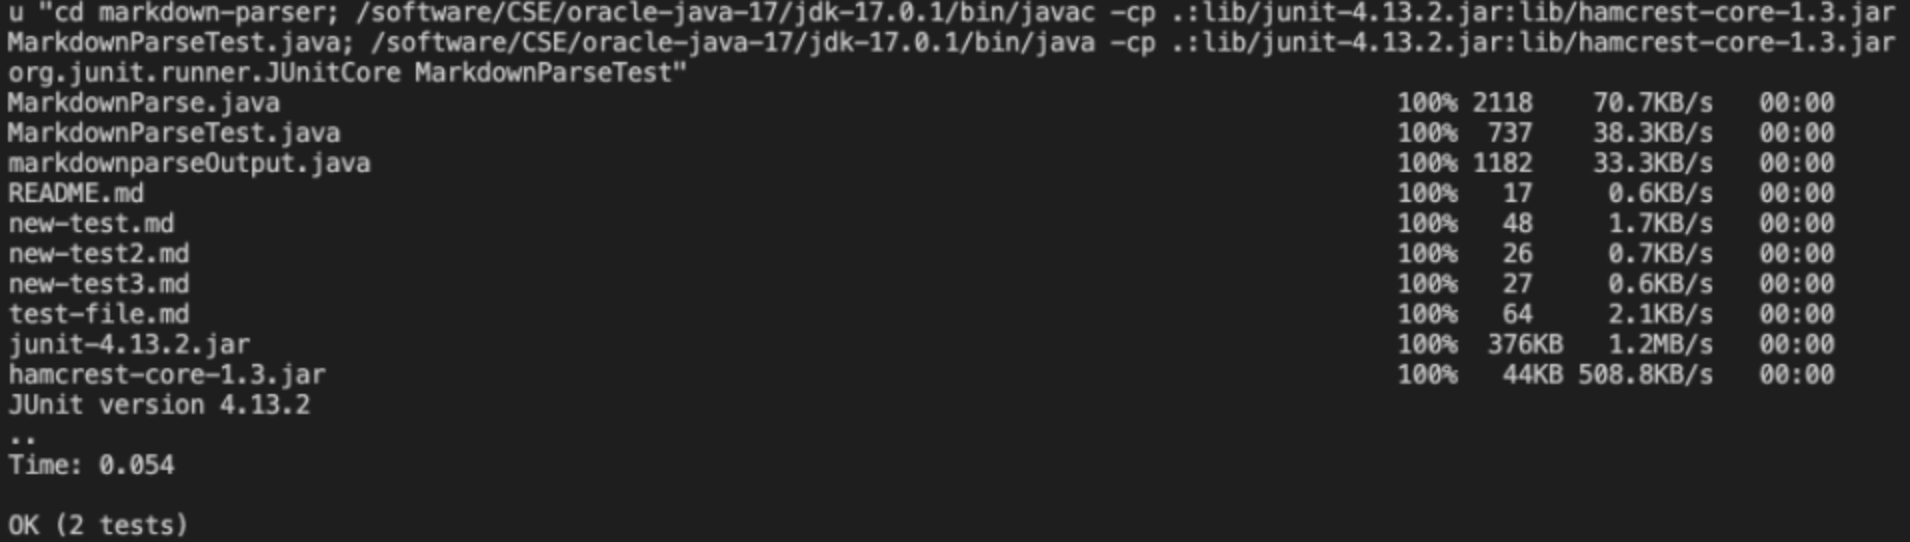 u "cd markdown-parser; /software/CSE/oracle-java-17/jdk-17.0.1/bin/javac -cp .:lib/junit-4.13.2.jar:lib/hamcrest-core-1.3.jar
MarkdownParseTest.java; /software/CSE/oracle-java-17/jdk-17.0.1/bin/java -cp .:lib/junit-4.13.2.jar:lib/hamcrest-core-1.3.jar
org.junit.runner.JUnitCore MarkdownParseTest"
MarkdownParse.java 100% 2118 70.7KB/s 00:00
MarkdownParseTest.java 100% 737 38.3KB/s 00:00
markdownparseOutput.java 100% 1182 33.3KB/s 00:00
README.md 100% 17 0.6KB/s 00:00
new-test.md 100% 48 1.7KB/s 00:00
new-test2.md 100% 26 0.7KB/s 00:00
new-test3.md 100% 27 0.6KB/s 00:00
test-file.md 100% 64 2.1KB/s 00:00
junit-4.13.2.jar 100% 376KB 1.2MB/s 00:00
hamcrest-core-1.3.jar 100% 44KB 508.8KB/s 00:00
JUnit version 4.13.2
..
Time: 0.054
OK (2 tests)